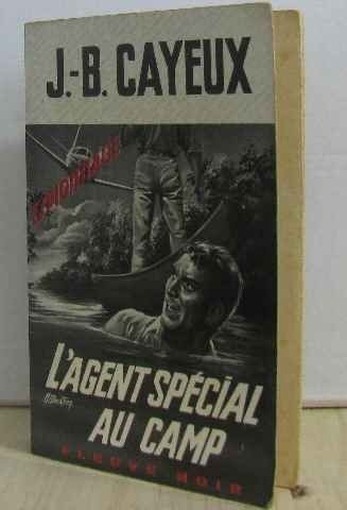 J.-B. CAYEUX
ESPIONNAGE
L'AGENT SPÉCIAL
AU CAMP
FLEUVE NOIR